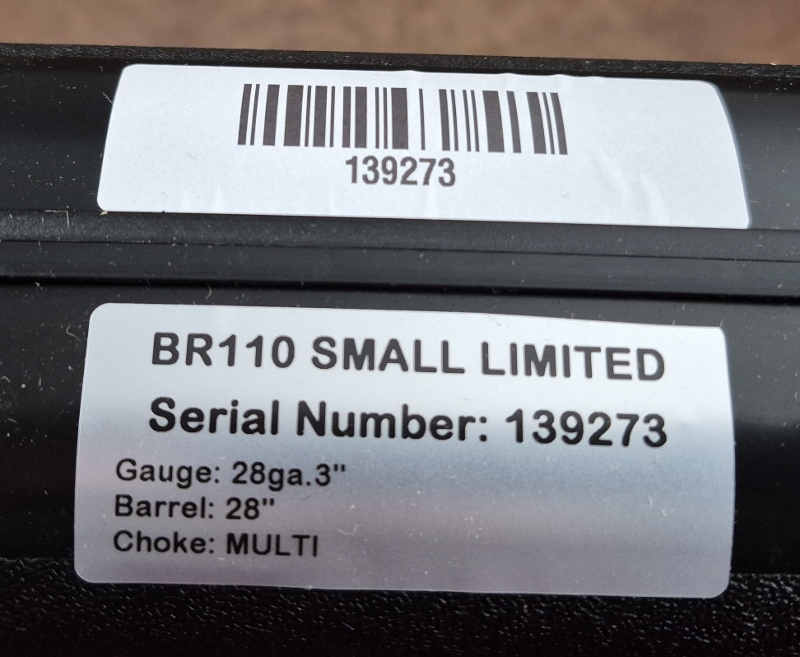 139273
BR110 SMALL LIMITED
Serial Number: 139273
Gauge: 28ga.3"
Barrel: 28"
Choke: MULTI